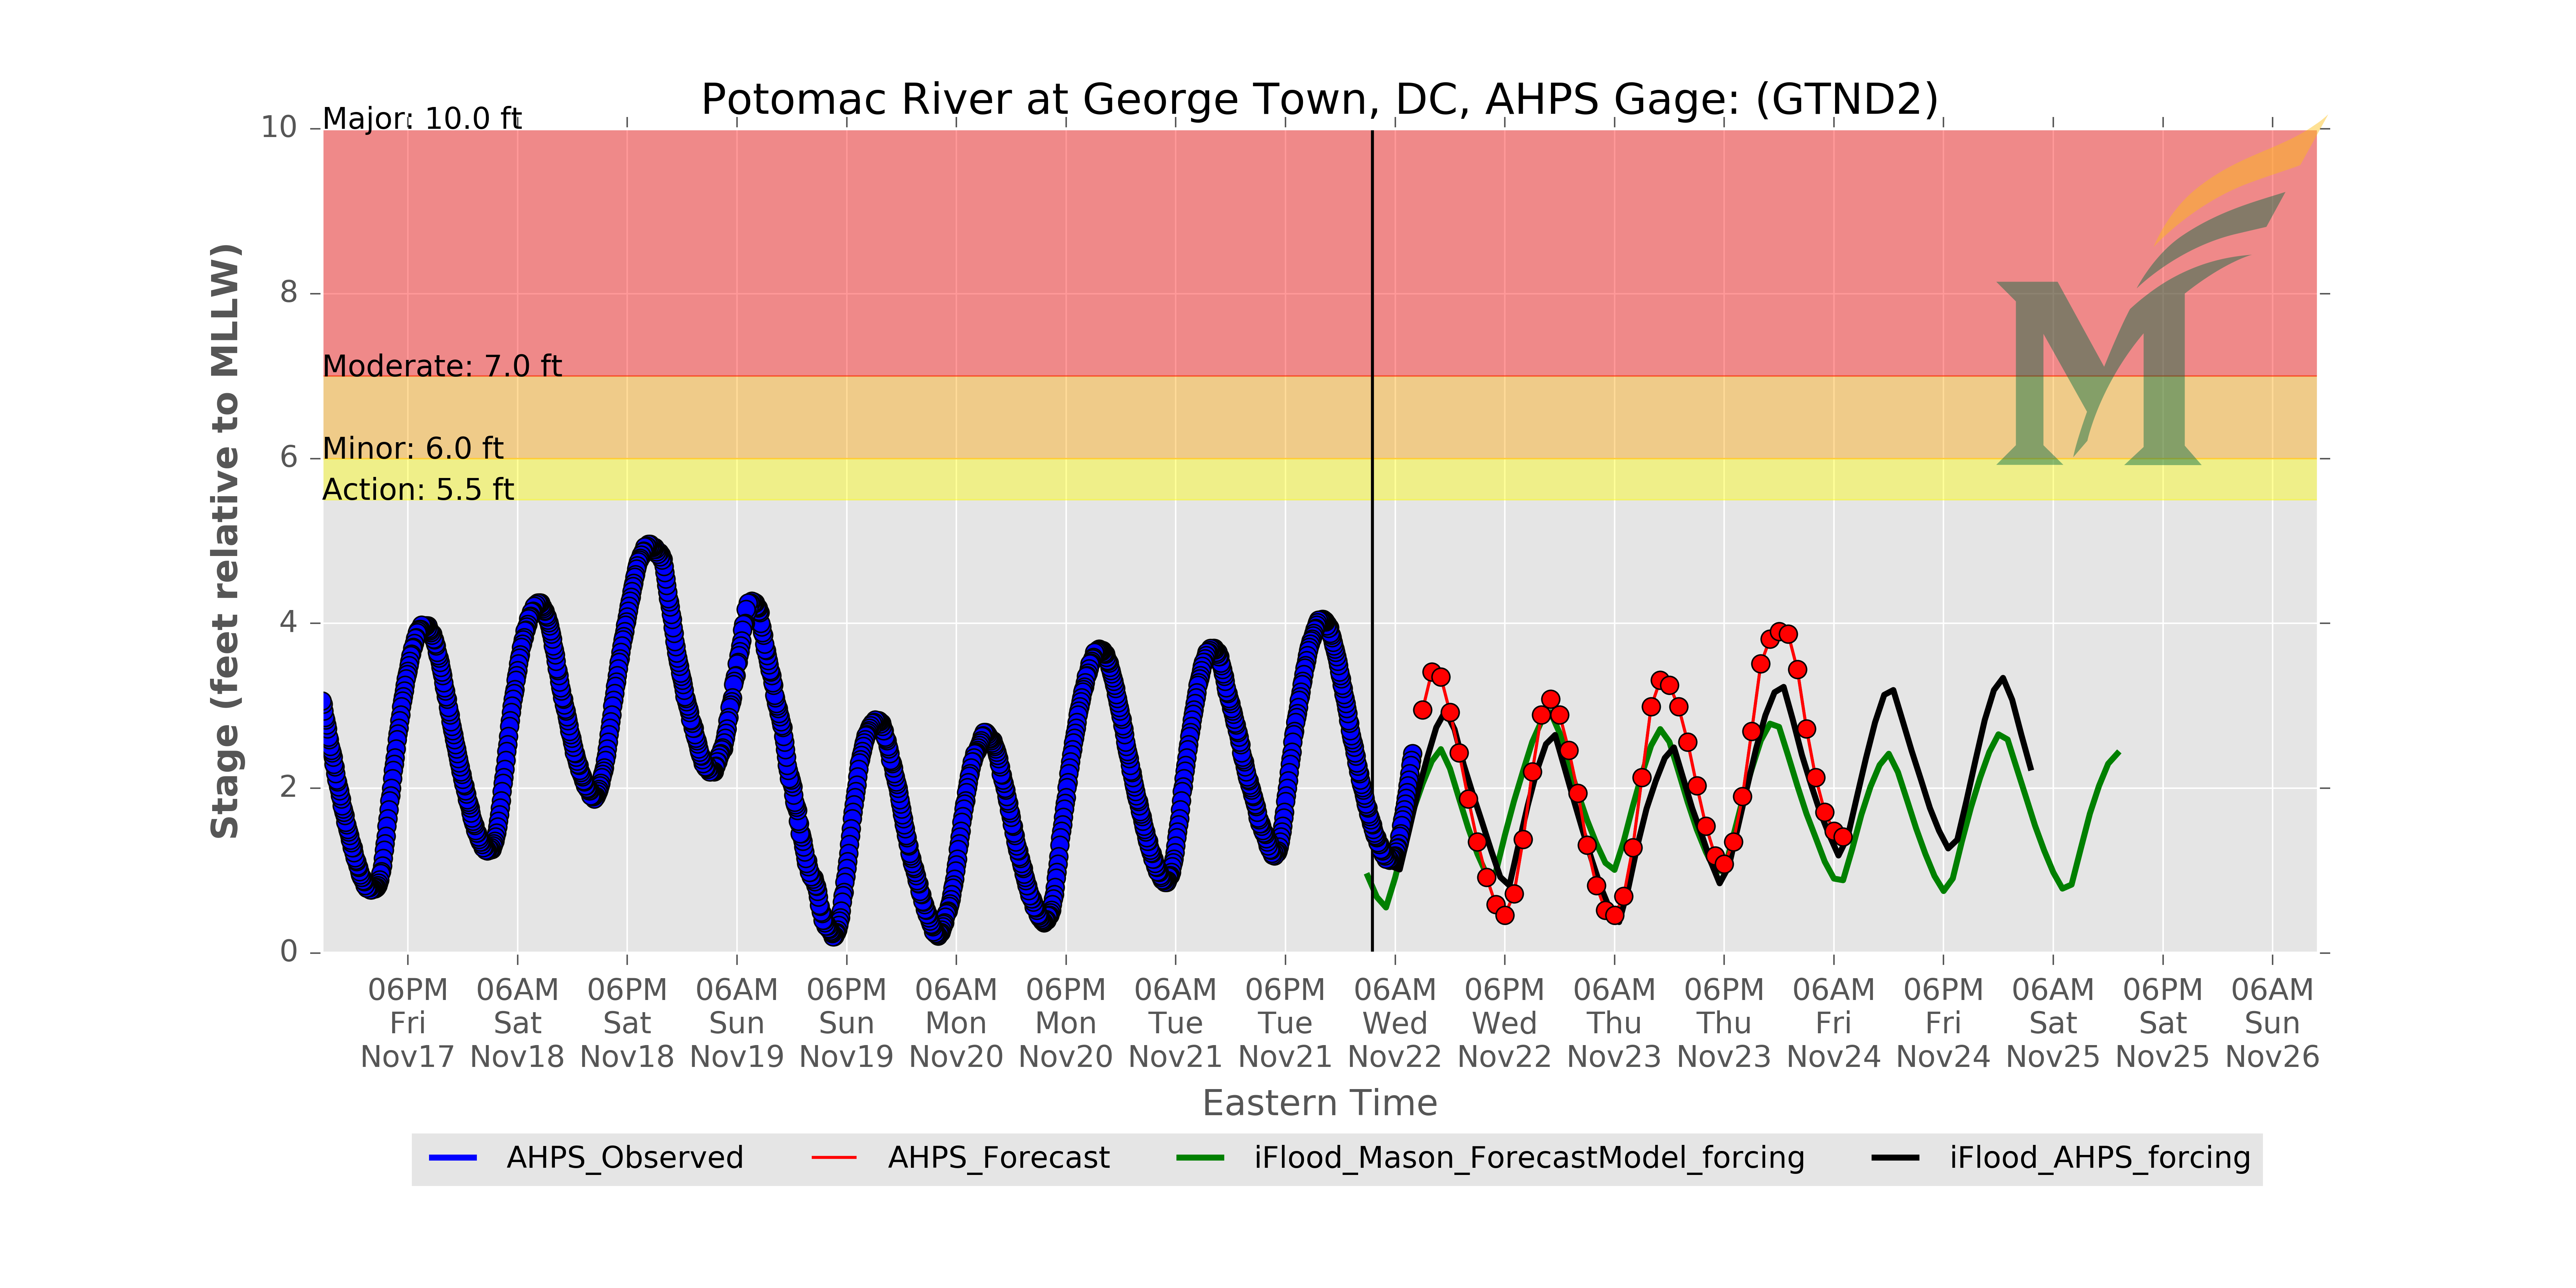 Potomac River at George Town, DC, AHPS Gage: (GTND2)
Major: 10.0 ft
Moderate: 7.0 ft
Minor: 6.0 ft
Action: 5.5 ft
Stage (feet relative to MLLW)
10
8
6
4
2
0
06PM 06AM 06PM 06AM 06PM 06AM 06PM 06AM 06PM 06AM 06PM 06AM 06PM 06AM 06PM 06AM 06PM 06AM
Fri Sat Sat Sun Sun Mon Mon Tue Tue Wed Wed Thu Thu Fri Fri Sat Sat Sun
Nov17 Nov18 Nov18 Nov19 Nov19 Nov20 Nov20 Nov21 Nov21 Nov22 Nov22 Nov23 Nov23 Nov24 Nov24 Nov25 Nov25 Nov26
Eastern Time
AHPS_Observed AHPS_Forecast iFlood_Mason_ForecastModel_forcing iFlood_AHPS_forcing